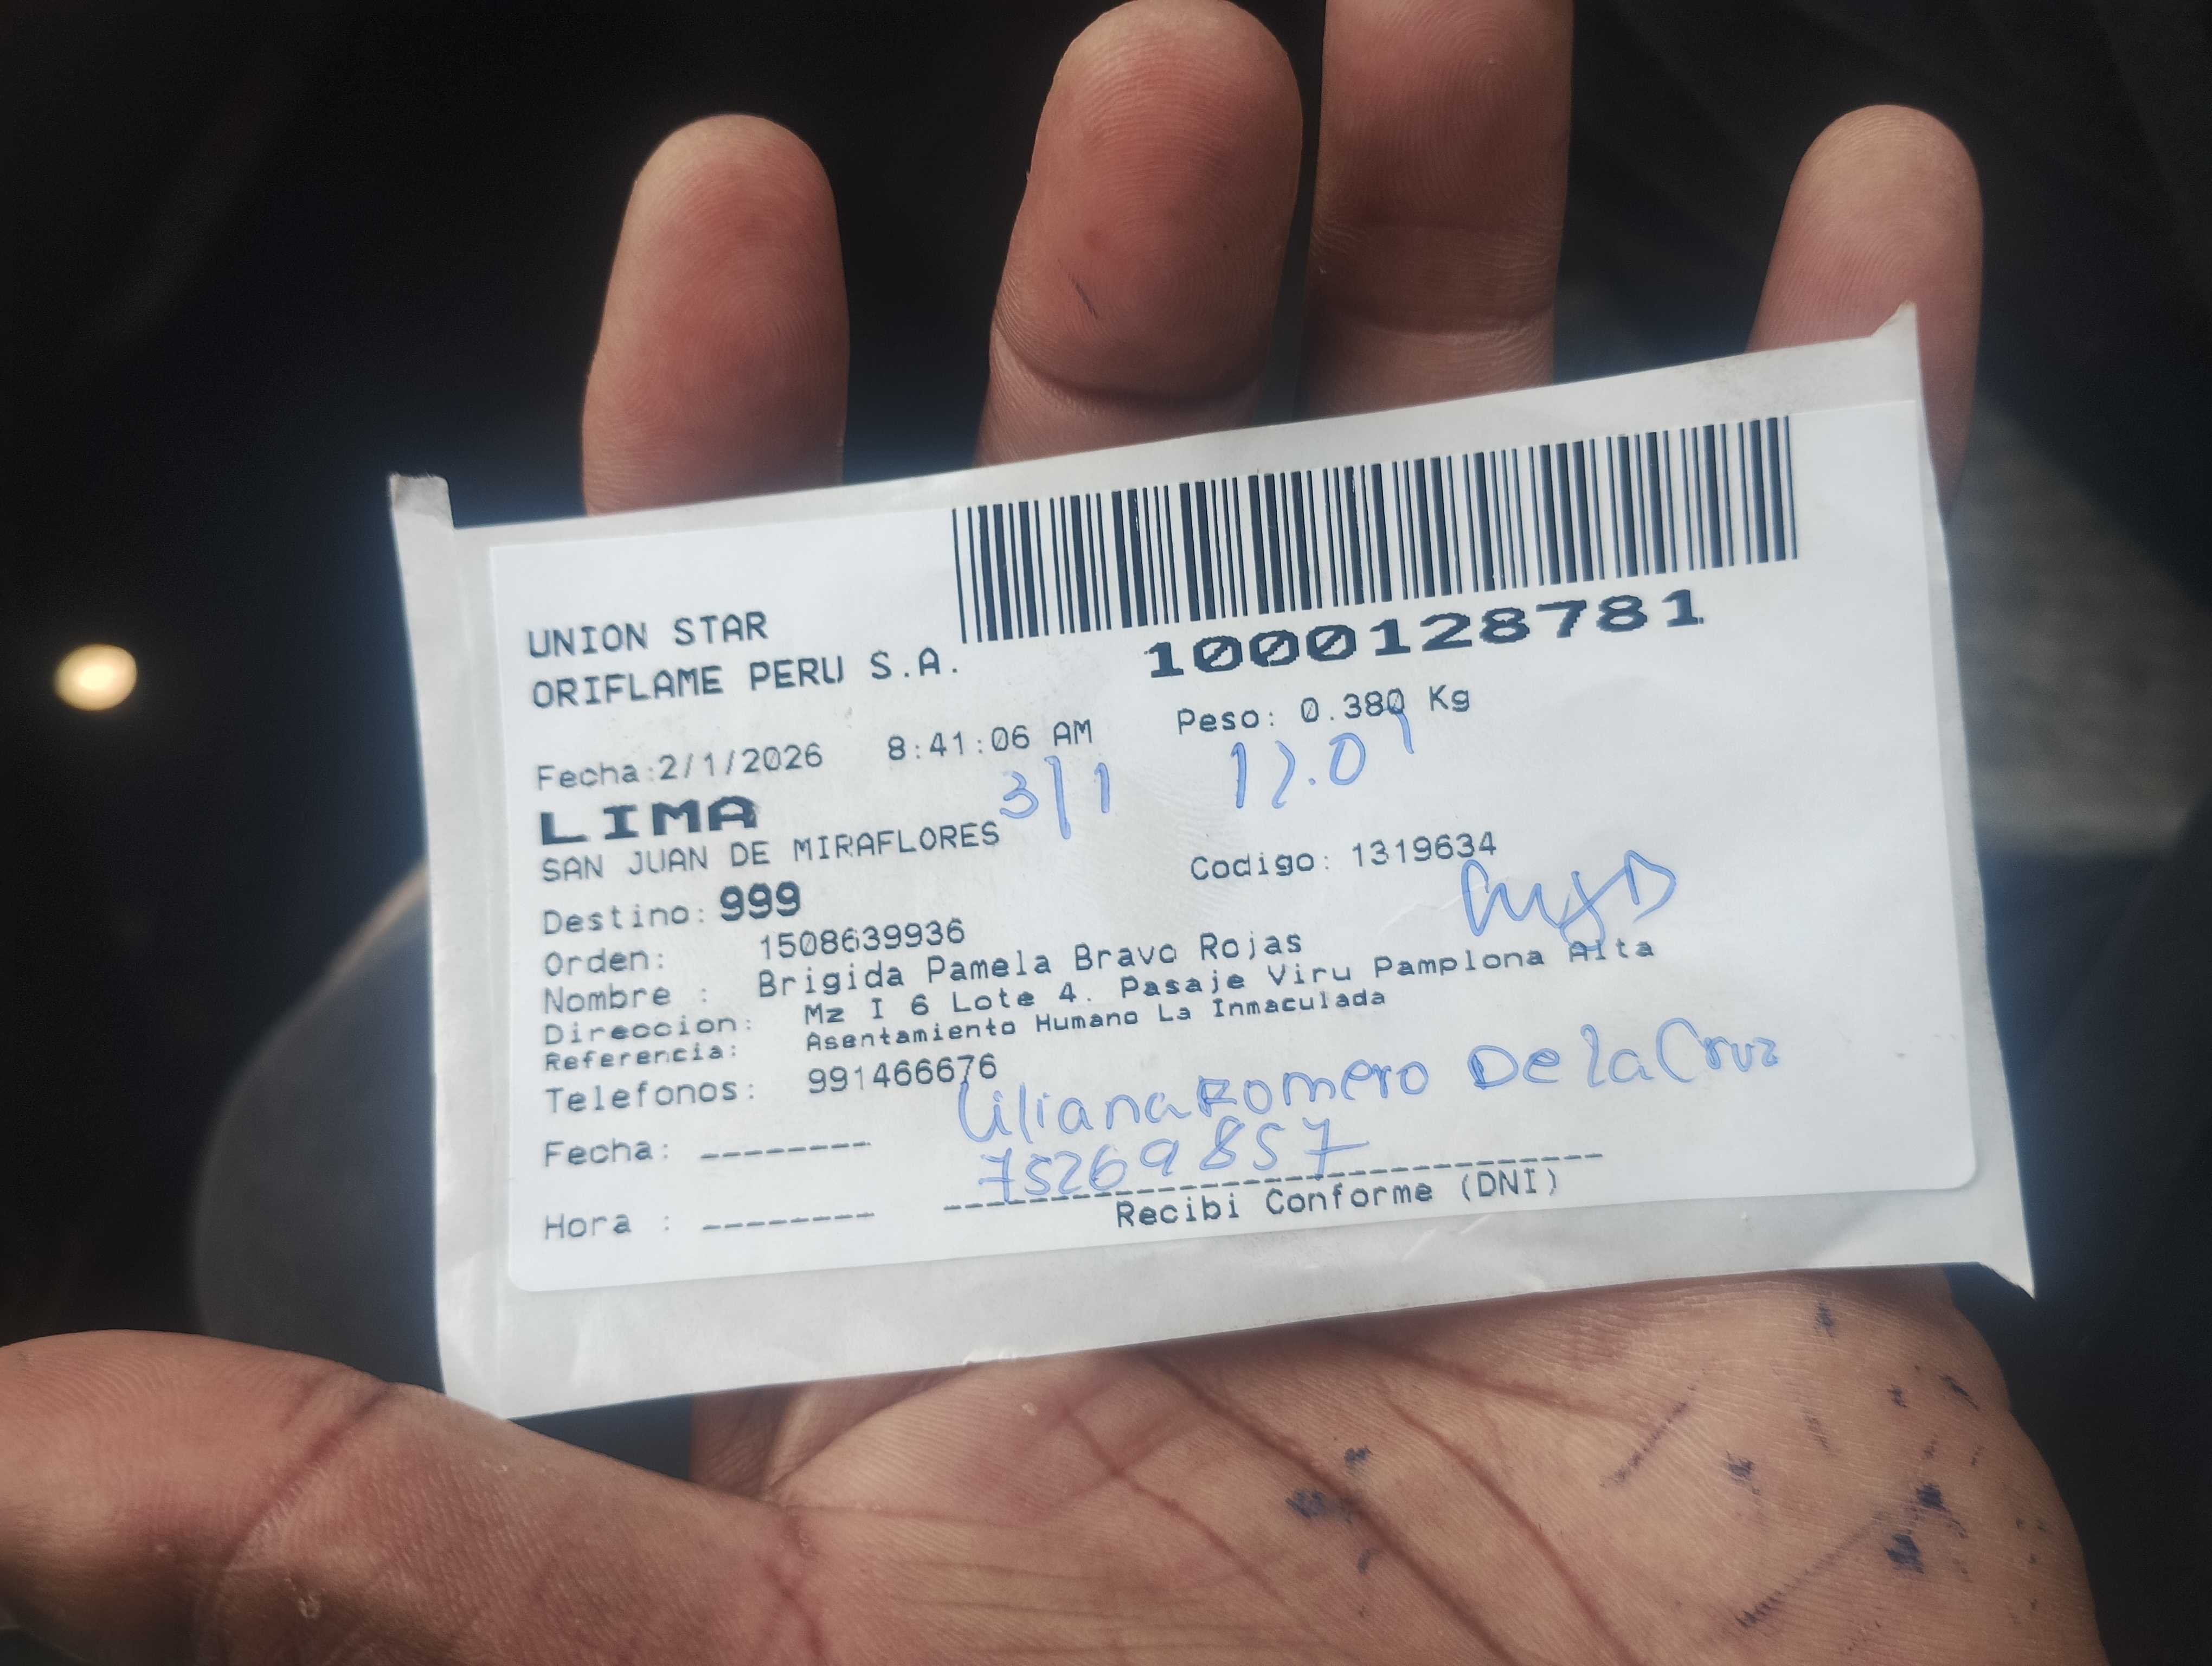 UNION STAR
ORIFLAME PERU S.A.
1000128781
Fecha:2/1/2026 8:41:06 AM Peso: 0.380 Kg
3/1
LIMA
SAN JUAN DE MIRAFLORES
Destino: 999 Codigo: 1319634
Orden: 1508639936
Nombre : Brigida Pamela Bravo Rojas
Direccion: Mz I 6 Lote 4. Pasaje Viru Pamplona Alta
Referencia: Asentamiento Humano La Inmaculada
Telefonos: 991466676
Liliana Romero De la Cruz
Fecha: --------
75269857
Hora : --------
Recibi Conforme (DNI)